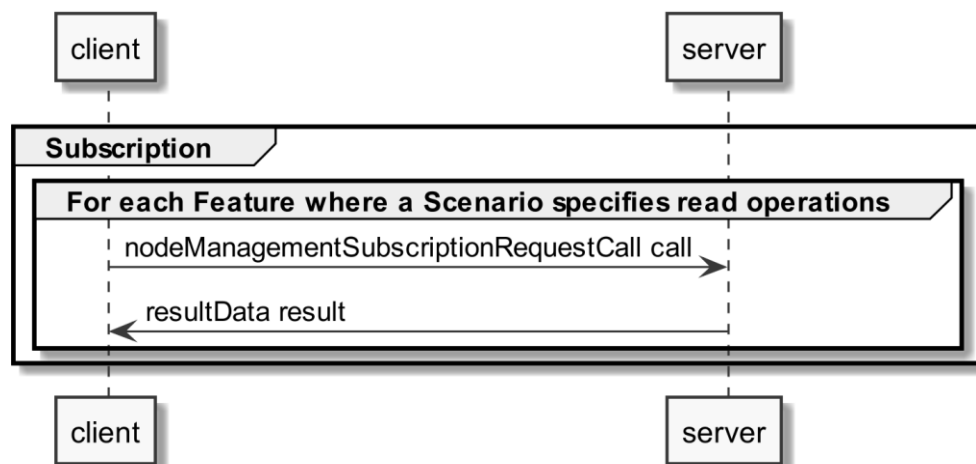 client server
Subscription
For each Feature where a Scenario specifies read operations
nodeManagementSubscriptionRequestCall call
resultData result
client server